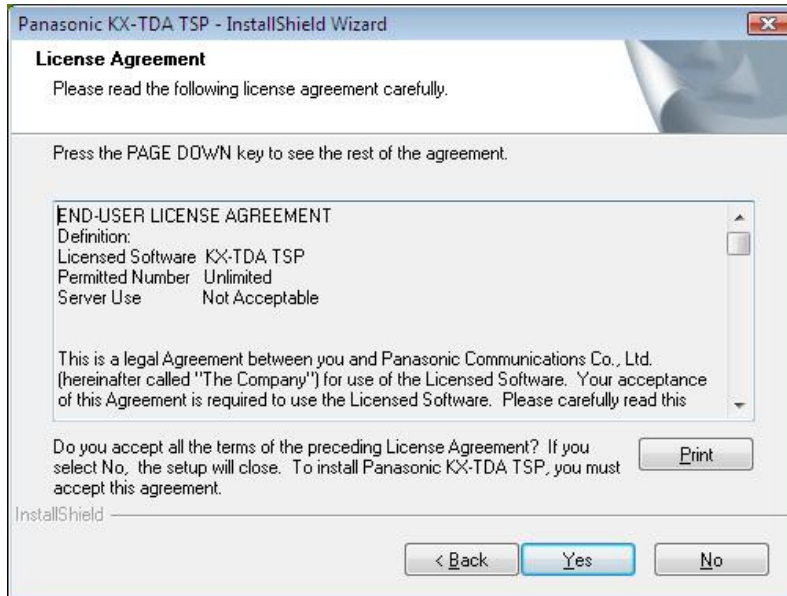 Panasonic KX-TDA TSP - InstallShield Wizard
License Agreement
Please read the following license agreement carefully.
Press the PAGE DOWN key to see the rest of the agreement.
END-USER LICENSE AGREEMENT
Definition:
Licensed Software KX-TDA TSP
Permitted Number Unlimited
Server Use Not Acceptable
This is a legal Agreement between you and Panasonic Communications Co., Ltd.
(hereinafter called "The Company") for use of the Licensed Software. Your acceptance
of this Agreement is required to use the Licensed Software. Please carefully read this
Do you accept all the terms of the preceding License Agreement? If you
select No, the setup will close. To install Panasonic KX-TDA TSP, you must
accept this agreement.
Print
InstallShield
< Back
Yes
No